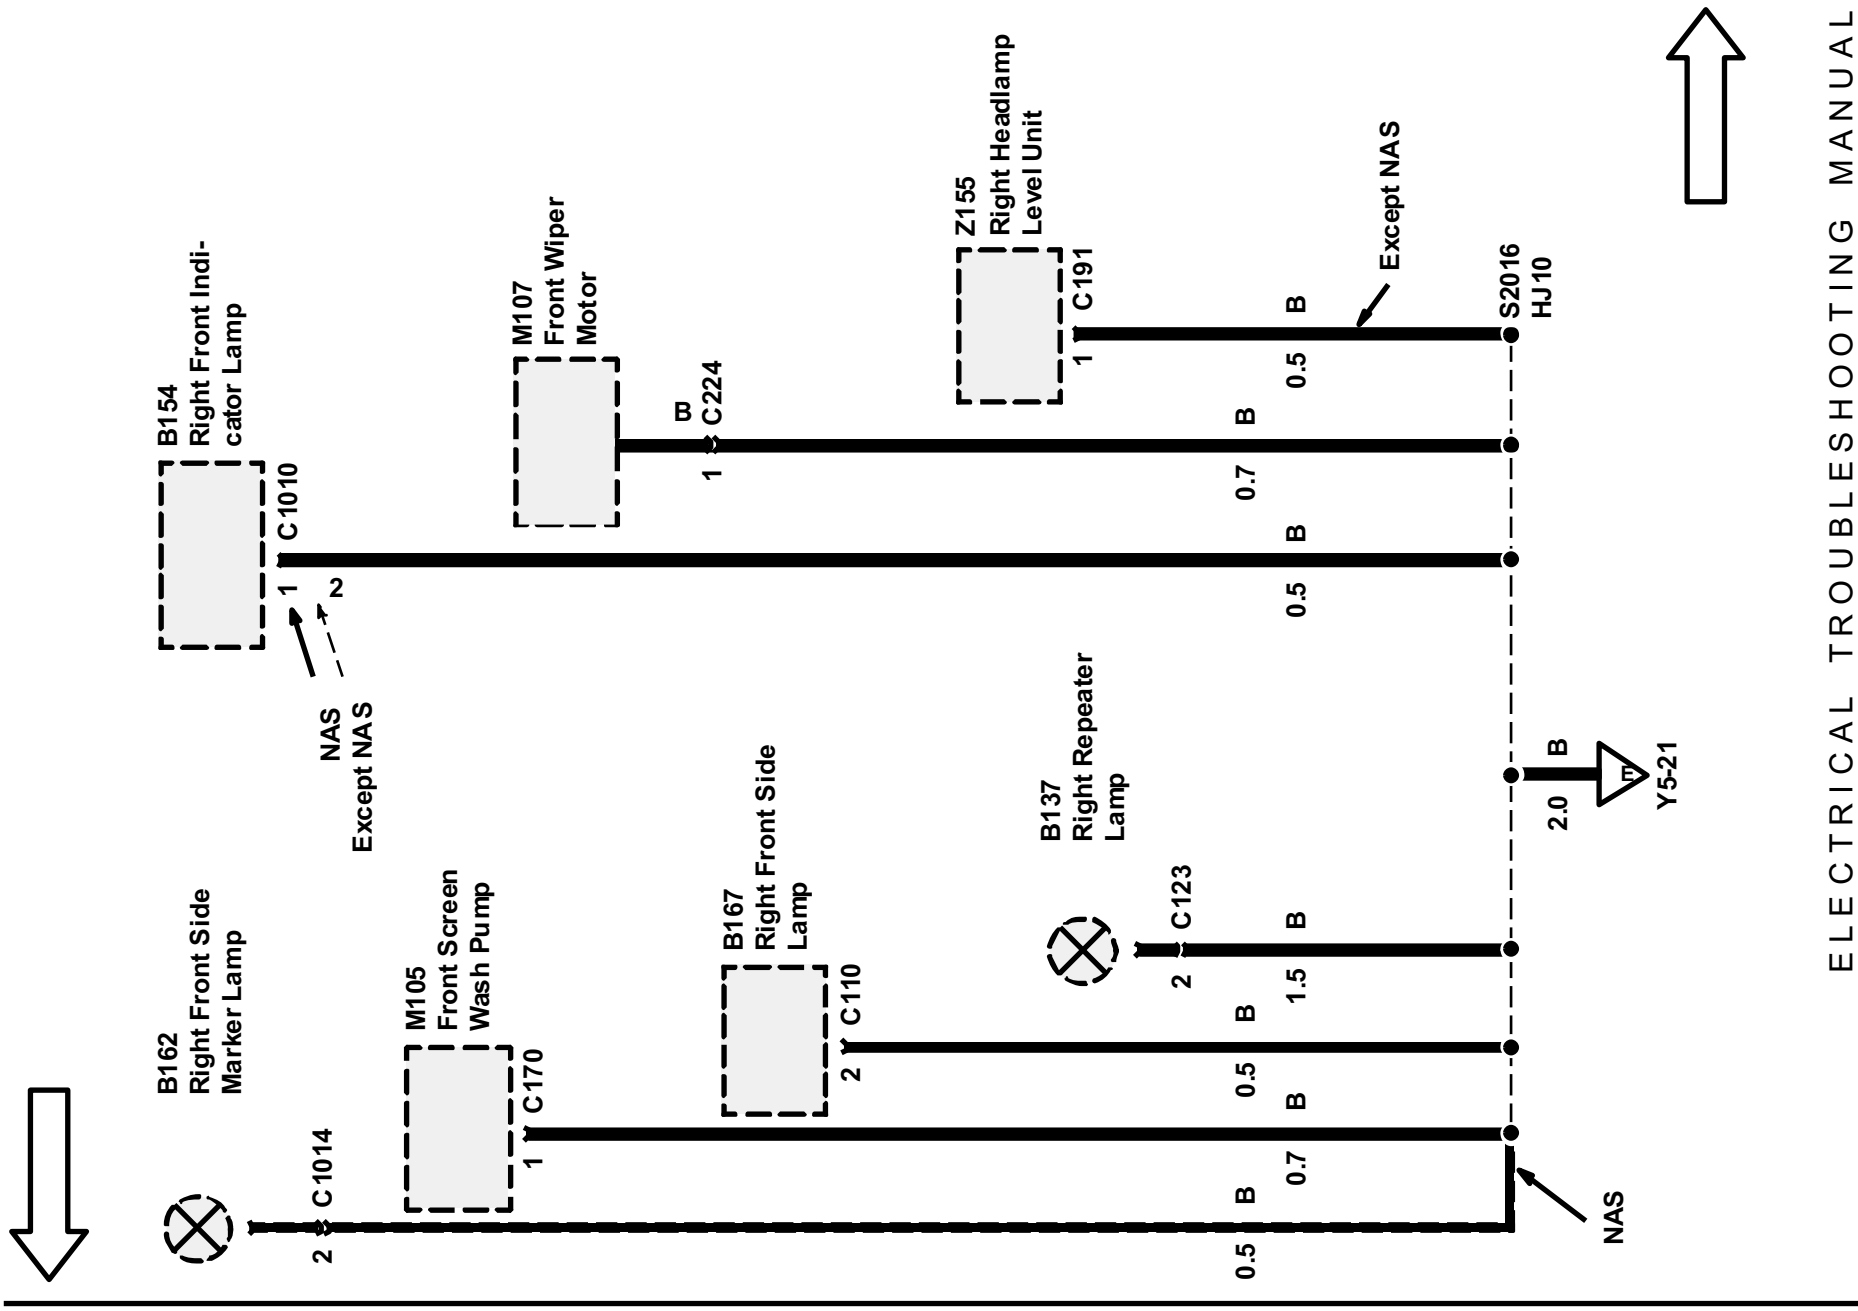 B162
Right Front Side
Marker Lamp
2
C1014
0.5
B
NAS
M105
Front Screen
Wash Pump
1
C170
0.7
B
B167
Right Front Side
Lamp
2
C110
0.5
B
B137
Right Repeater
Lamp
2
C123
1.5
B
2.0
B
E
Y5-21
B154
Right Front Indi-
cator Lamp
1
C1010
2
NAS
Except NAS
0.5
B
M107
Front Wiper
Motor
B
1
C224
0.7
B
Z155
Right Headlamp
Level Unit
1
C191
0.5
B
Except NAS
S2016
HJ10
ELECTRICAL TROUBLESHOOTING MANUAL